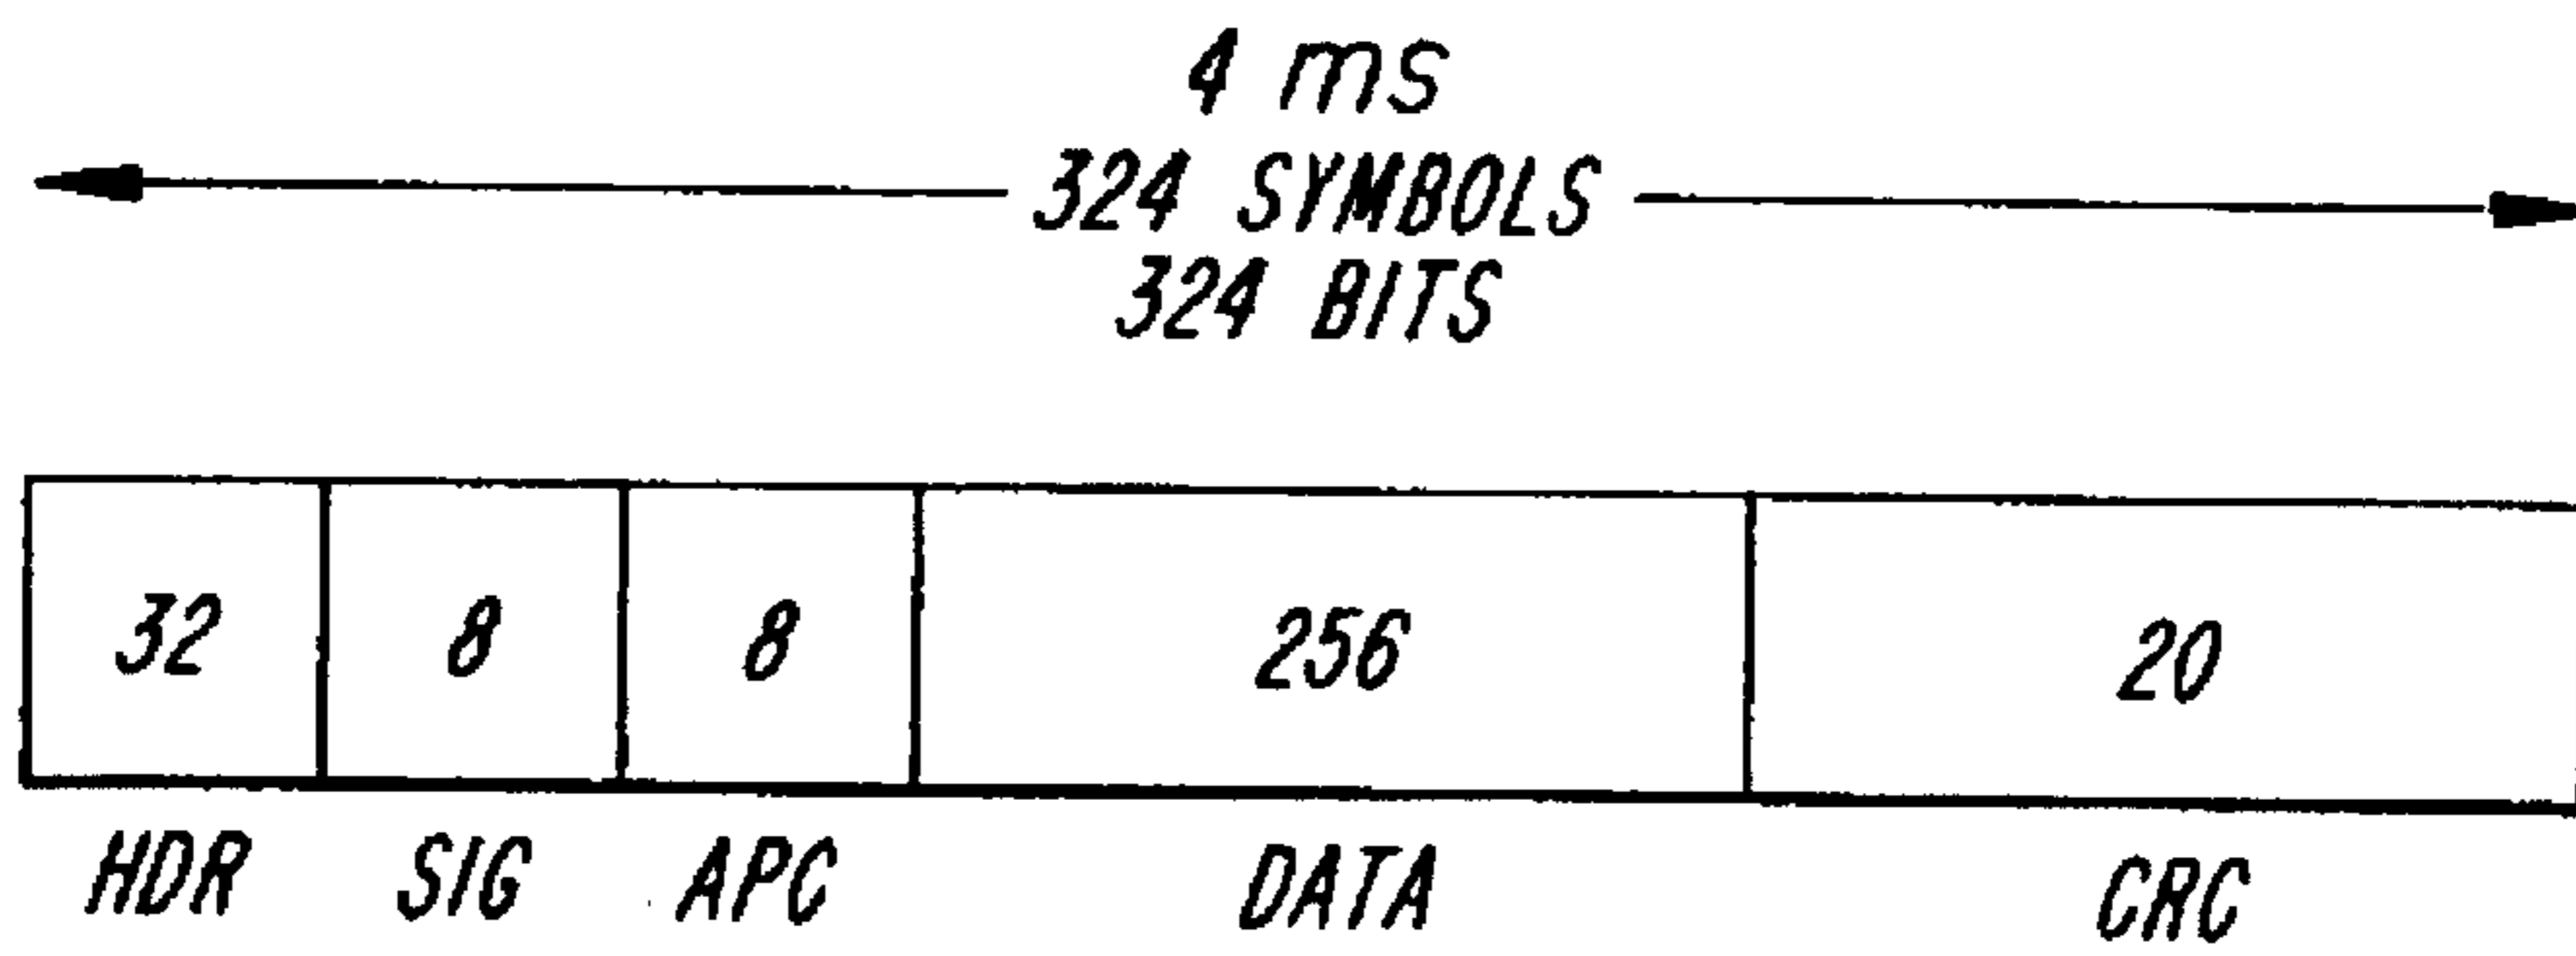 4 ms
324 SYMBOLS
324 BITS
32 8 8 256 20
HDR SIG APC DATA CRC